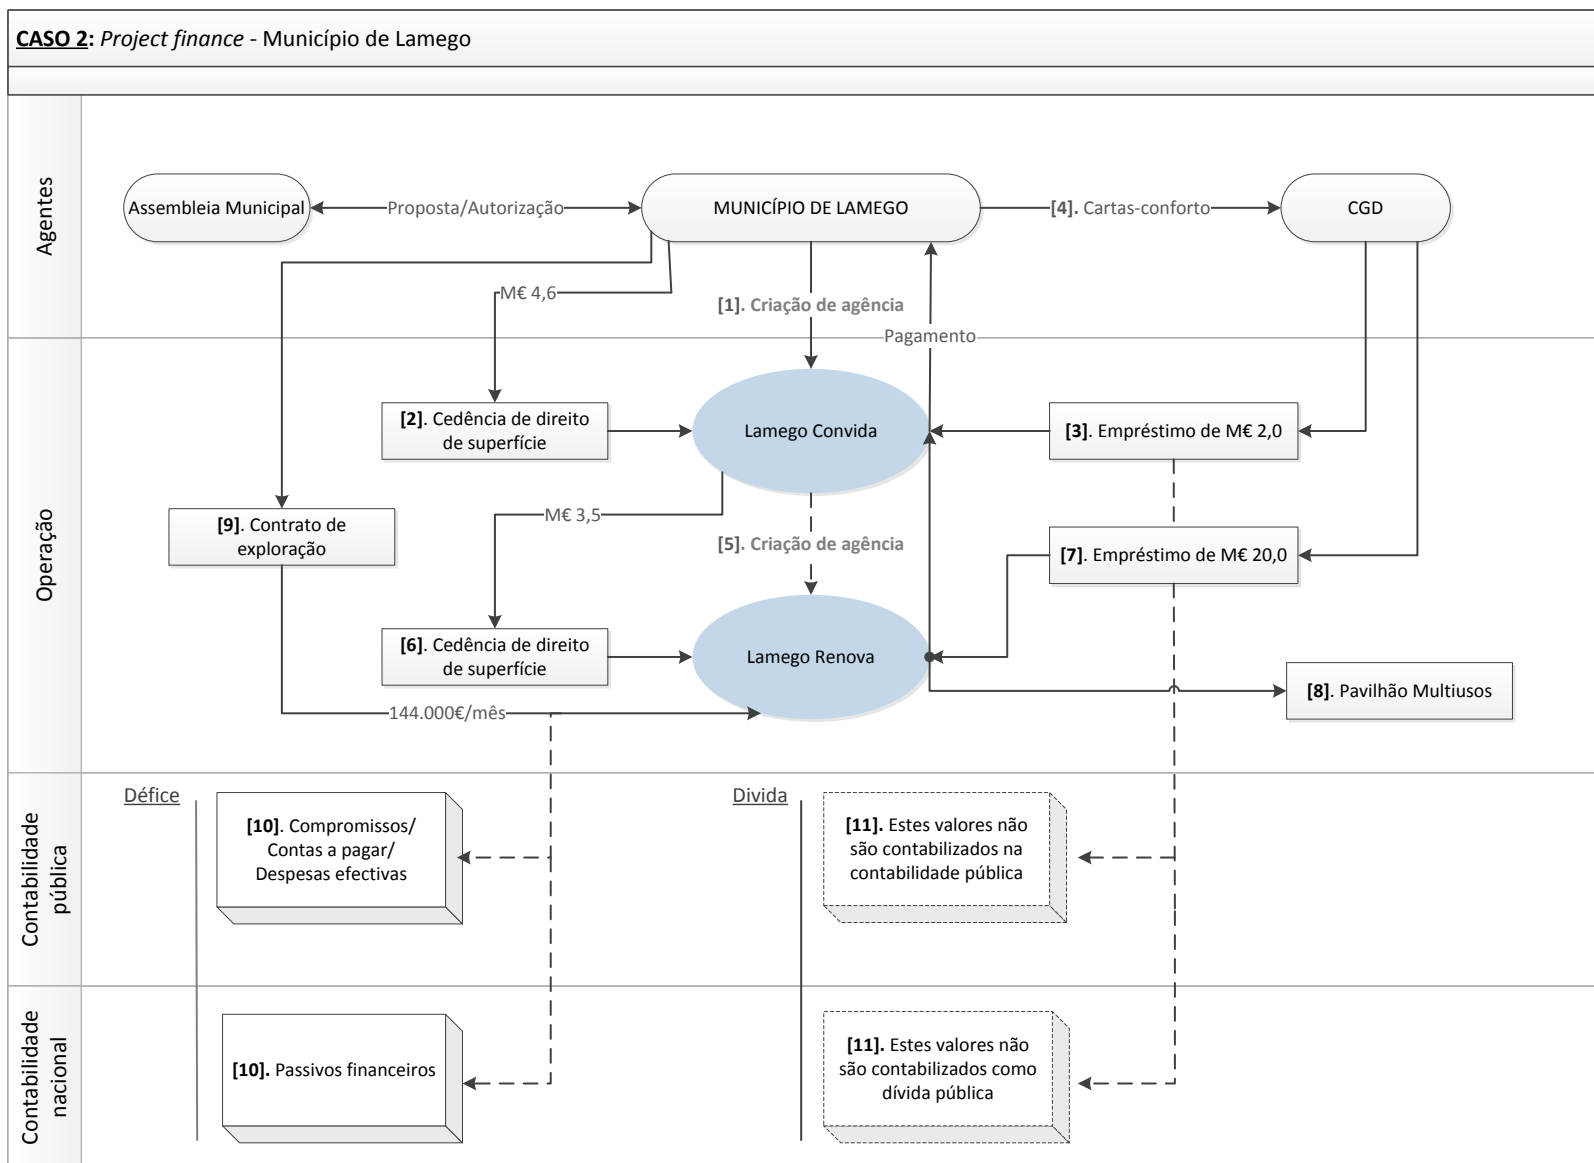 CASO 2: Project finance - Município de Lamego
Agentes
Assembleia Municipal
Proposta/Autorização
MUNICÍPIO DE LAMEGO
[4]. Cartas-conforto
CGD
M€ 4,6
[1]. Criação de agência
Pagamento
Operação
[2]. Cedência de direito
de superfície
Lamego Convida
[3]. Empréstimo de M€ 2,0
[9]. Contrato de
exploração
M€ 3,5
[5]. Criação de agência
[7]. Empréstimo de M€ 20,0
[6]. Cedência de direito
de superfície
Lamego Renova
[8]. Pavilhão Multiusos
144.000€/mês
Contabilidade
pública
Défice
[10]. Compromissos/
Contas a pagar/
Despesas efectivas
Divida
[11]. Estes valores não
são contabilizados na
contabilidade pública
Contabilidade
nacional
[10]. Passivos financeiros
[11]. Estes valores não
são contabilizados como
dívida pública